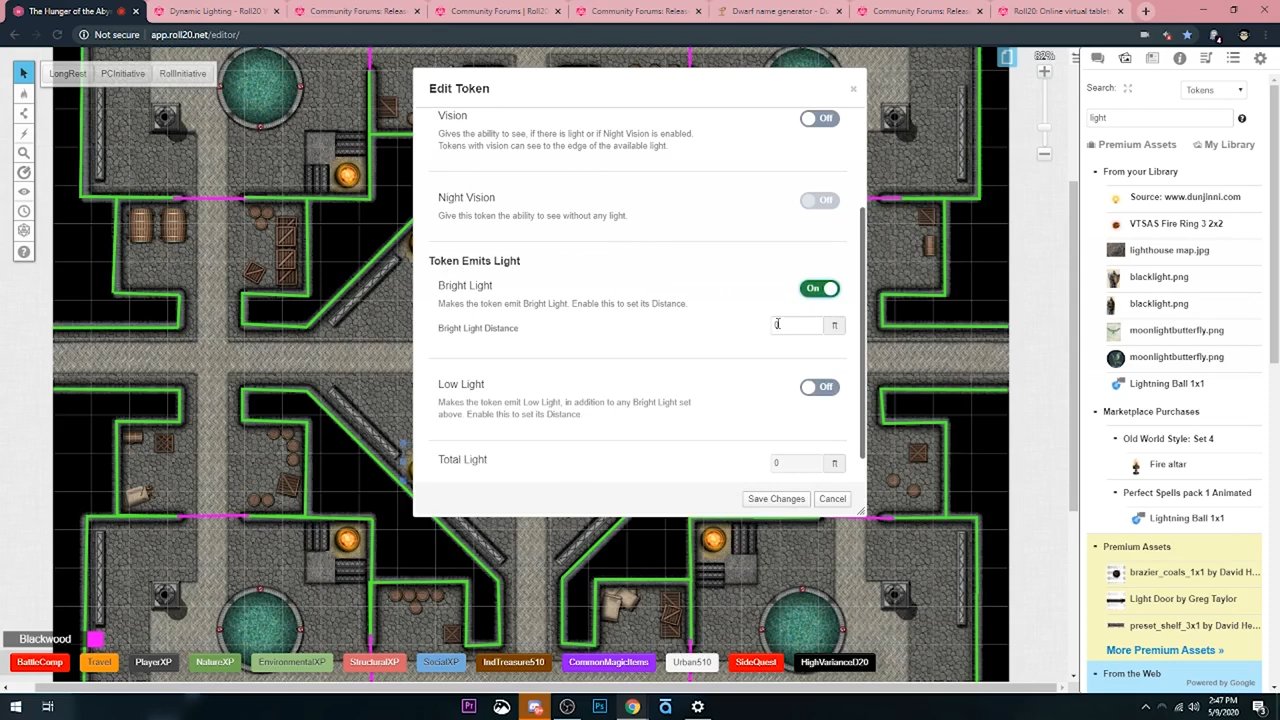 The Hunger of the Abys
Dynamic Lighting - Roll20
Community Forums: Releas
Community Forums | Roll20
Community Forums: Releas
Dwarf name generator - D
Community Forums: Releas
Roll20: Online virtual tablet
Not secure | app.roll20.net/editor/
LongRest PCInitiative RollInitiative
Edit Token
×
Vision
Off
Gives the ability to see, if there is light or if Night Vision is enabled.
Tokens with vision can see to the edge of the available light.
Night Vision
Off
Give this token the ability to see without any light.
Token Emits Light
Bright Light
On
Makes the token emit Bright Light. Enable this to set its Distance.
Bright Light Distance
ft
Low Light
Off
Makes the token emit Low Light, in addition to any Bright Light set
above. Enable this to set its Distance
Total Light
0 ft
Save Changes Cancel
Search:
Tokens
light
Premium Assets My Library
From your Library
Source: www.dunjinni.com
VTSAS Fire Ring 3 2x2
lighthouse map.jpg
blacklight.png
blacklight.png
moonlightbutterfly.png
moonlightbutterfly.png
Lightning Ball 1x1
Marketplace Purchases
Old World Style: Set 4
Fire altar
Perfect Spells pack 1 Animated
Lightning Ball 1x1
Premium Assets
brazier_coals_1x1 by David H...
Light Door by Greg Taylor
preset_shelf_3x1 by David H...
More Premium Assets »
From the Web
Powered by Google
Blackwood
BattleComp Travel PlayerXP NatureXP EnvironmentalXP StructuralXP SocialXP IndTreasure510 CommonMagicItems Urban510 SideQuest HighVarianceD20
2:47 PM
5/9/2020